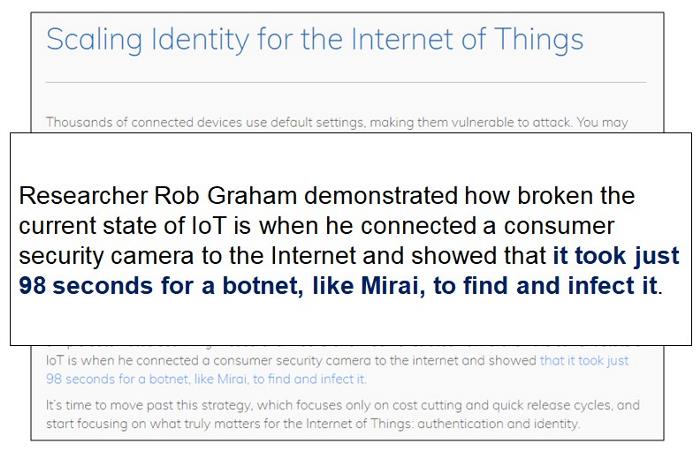 Scaling Identity for the Internet of Things
Thousands of connected devices use default settings, making them vulnerable to attack. You may
Researcher Rob Graham demonstrated how broken the
current state of IoT is when he connected a consumer
security camera to the Internet and showed that it took just
98 seconds for a botnet, like Mirai, to find and infect it.
IoT is when he connected a consumer security camera to the internet and showed that it took just
98 seconds for a botnet, like Mirai, to find and infect it.
It's time to move past this strategy, which focuses only on cost cutting and quick release cycles, and
start focusing on what truly matters for the Internet of Things: authentication and identity.